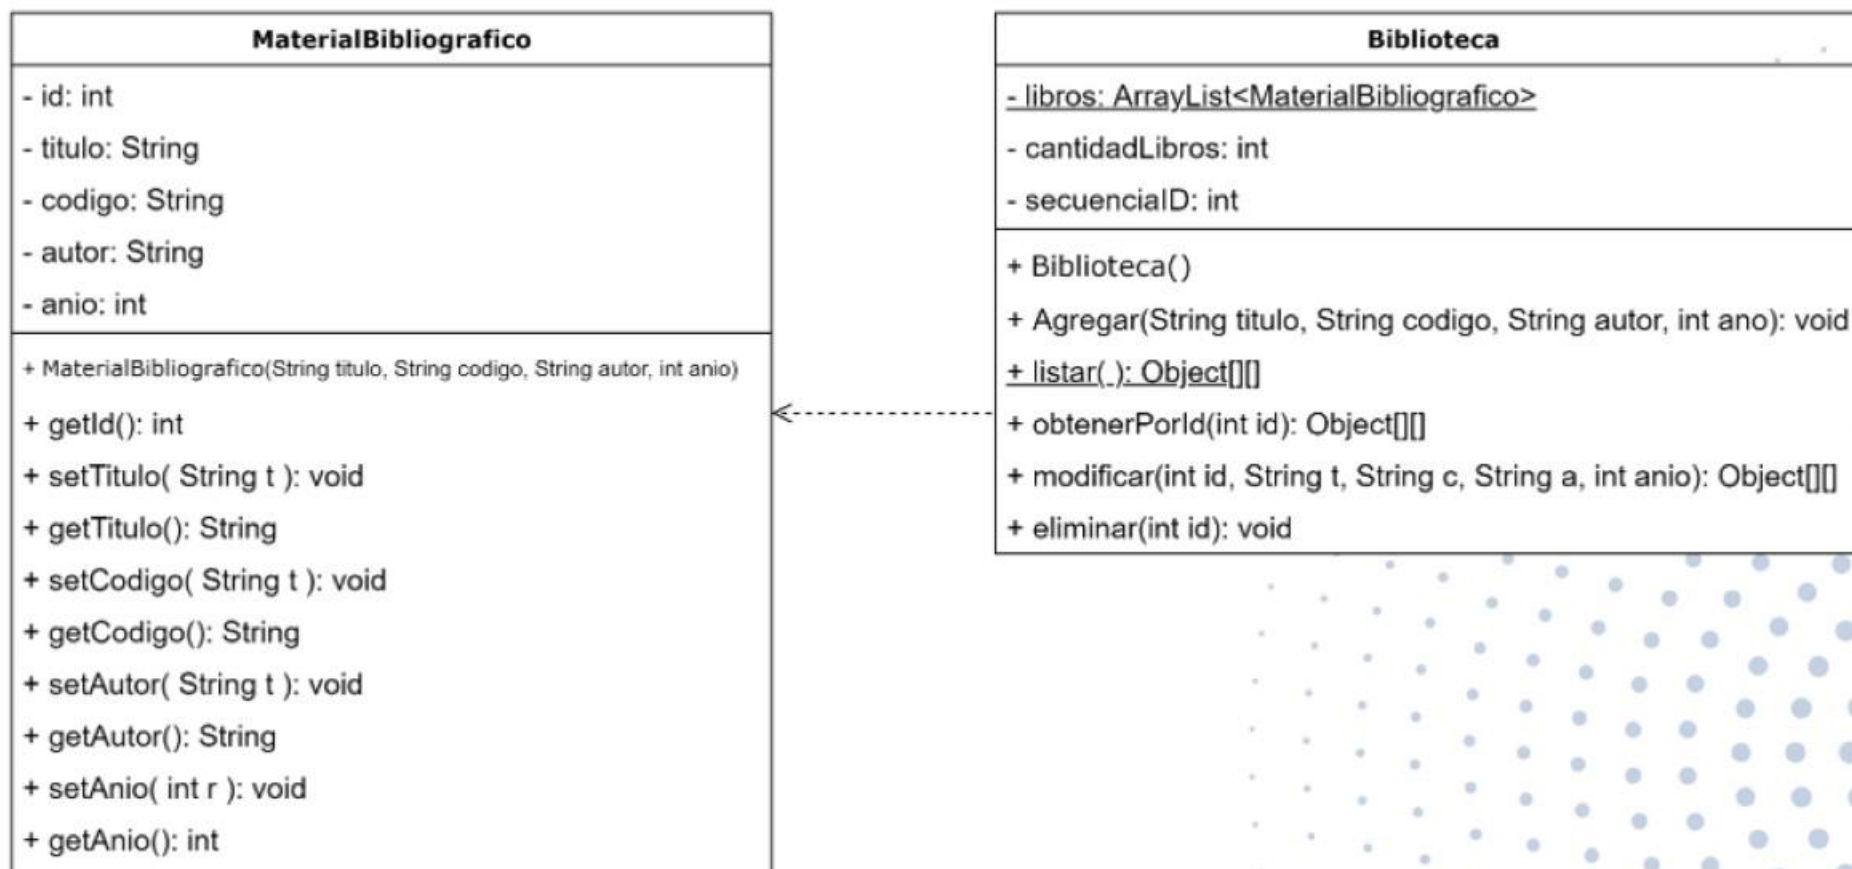 MaterialBibliografico
- id: int
- titulo: String
- codigo: String
- autor: String
- anio: int
+ MaterialBibliografico(String titulo, String codigo, String autor, int anio)
+ getId(): int
+ setTitulo( String t ): void
+ getTitulo(): String
+ setCodigo( String t ): void
+ getCodigo(): String
+ setAutor( String t ): void
+ getAutor(): String
+ setAnio( int r ): void
+ getAnio(): int
Biblioteca
- libros: ArrayList<MaterialBibliografico>
- cantidadLibros: int
- secuenciaID: int
+ Biblioteca()
+ Agregar(String titulo, String codigo, String autor, int ano): void
+ listar( ): Object[][]
+ obtenerPorId(int id): Object[][]
+ modificar(int id, String t, String c, String a, int anio): Object[][]
+ eliminar(int id): void